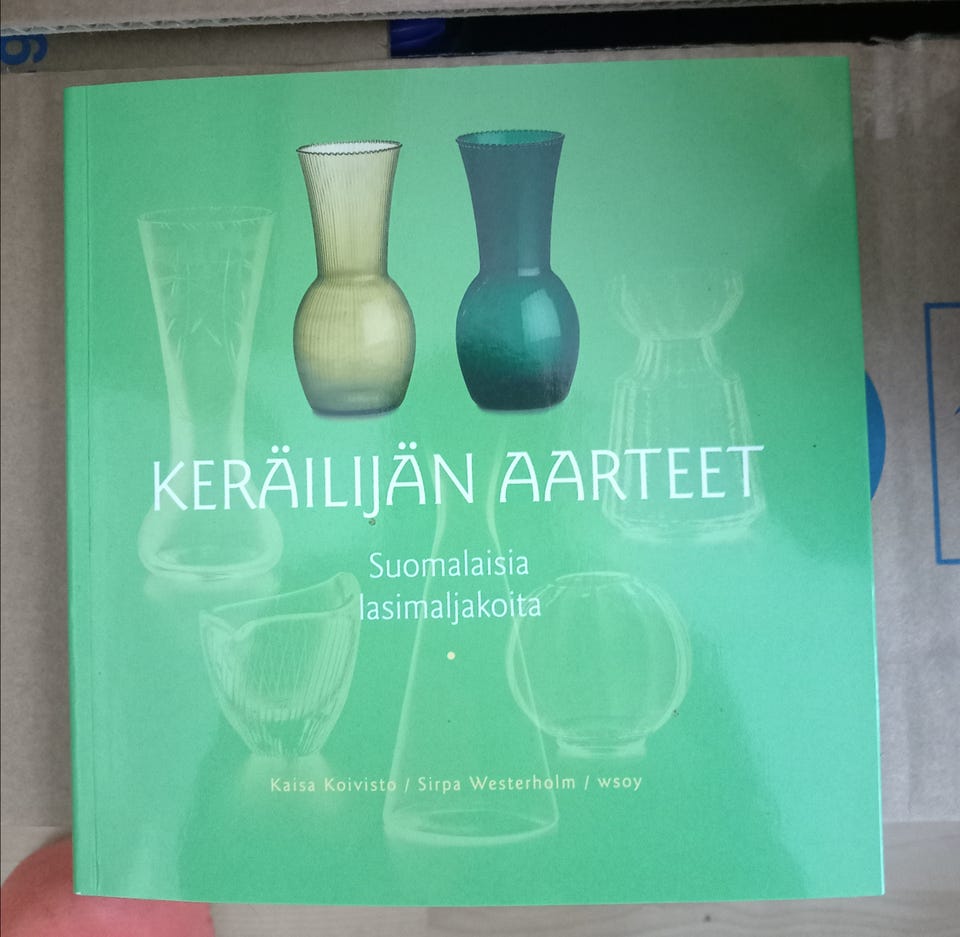 KERÄILIJÄN AARTEET
Suomalaisia
lasimaljakoita
Kaisa Koivisto / Sirpa Westerholm / wsoy